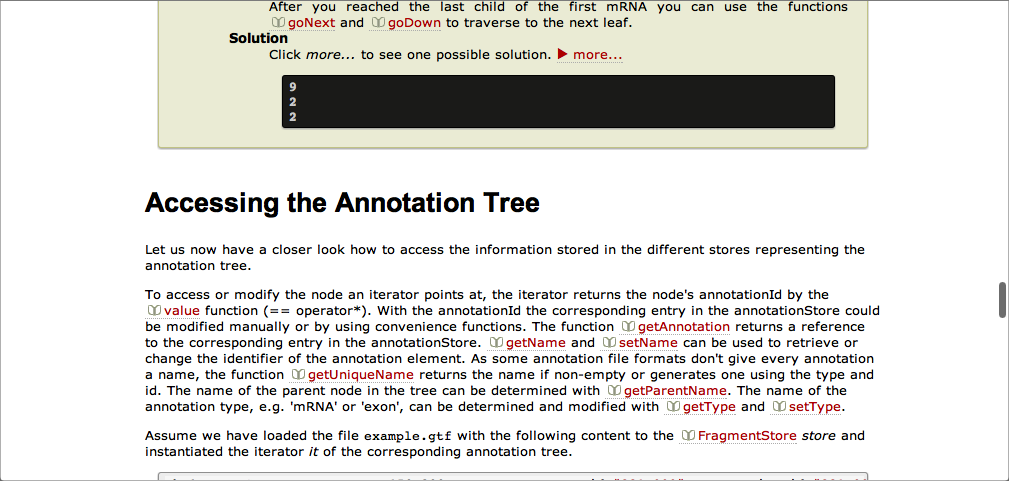 After you reached the last child of the first mRNA you can use the functions
goNext and goDown to traverse to the next leaf.
Solution
Click more... to see one possible solution. ▶ more...
9
2
2
Accessing the Annotation Tree
Let us now have a closer look how to access the information stored in the different stores representing the
annotation tree.
To access or modify the node an iterator points at, the iterator returns the node's annotationId by the
value function (== operator*). With the annotationId the corresponding entry in the annotationStore could
be modified manually or by using convenience functions. The function getAnnotation returns a reference
to the corresponding entry in the annotationStore. getName and setName can be used to retrieve or
change the identifier of the annotation element. As some annotation file formats don't give every annotation
a name, the function getUniqueName returns the name if non-empty or generates one using the type and
id. The name of the parent node in the tree can be determined with getParentName. The name of the
annotation type, e.g. 'mRNA' or 'exon', can be determined and modified with getType and setType.
Assume we have loaded the file example.gtf with the following content to the FragmentStore store and
instantiated the iterator it of the corresponding annotation tree.